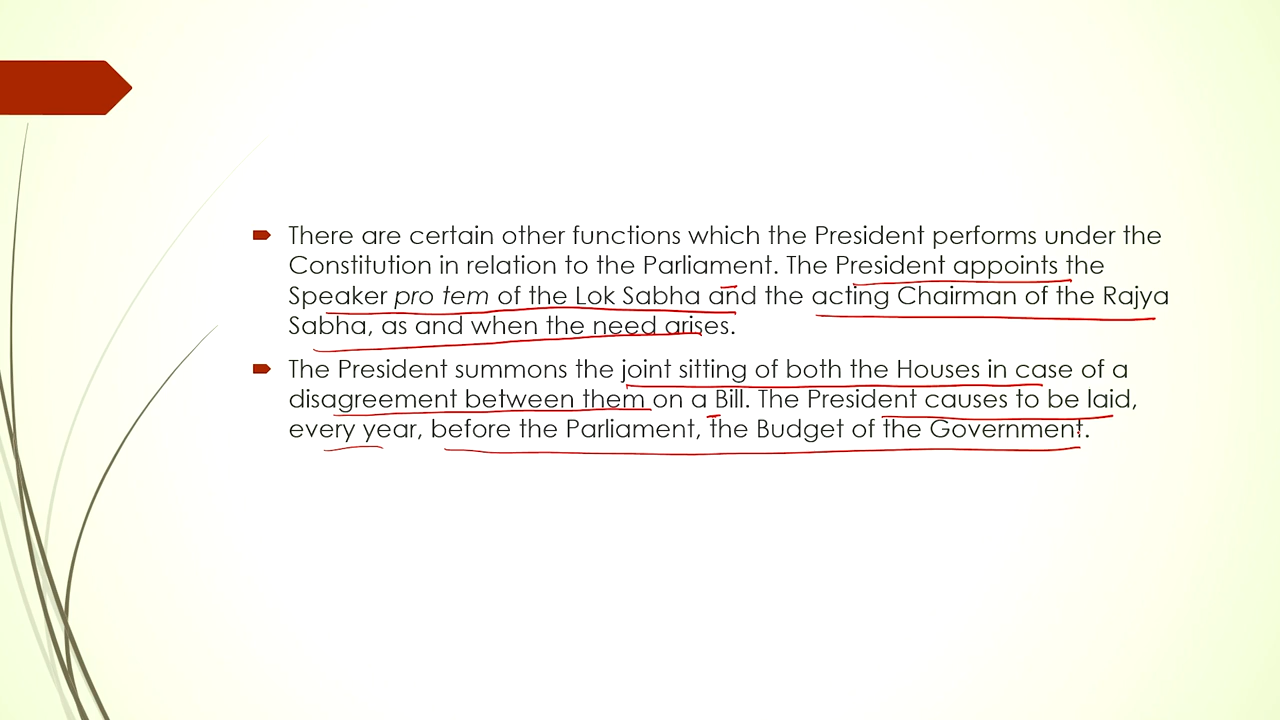 There are certain other functions which the President performs under the
Constitution in relation to the Parliament. The President appoints the
Speaker pro tem of the Lok Sabha and the acting Chairman of the Rajya
Sabha, as and when the need arises.
The President summons the joint sitting of both the Houses in case of a
disagreement between them on a Bill. The President causes to be laid,
every year, before the Parliament, the Budget of the Government.